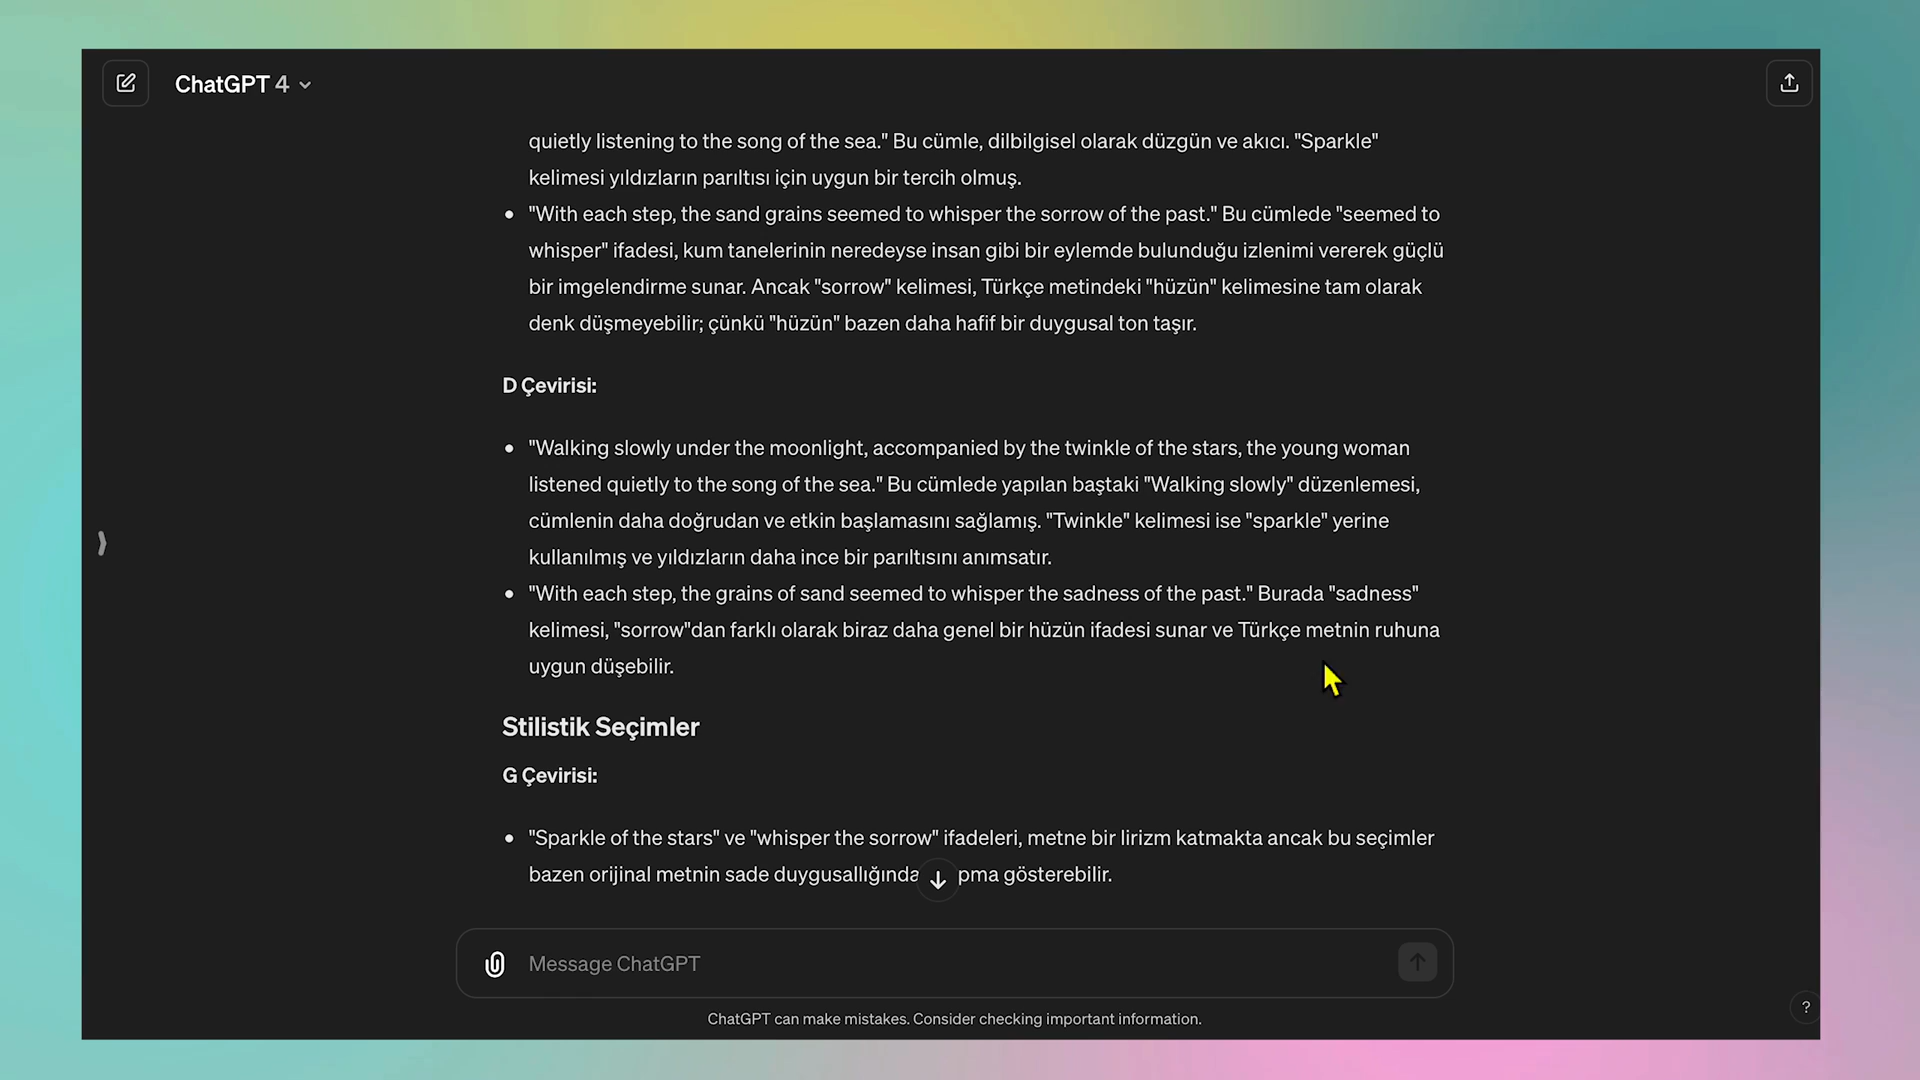 ChatGPT 4
quietly listening to the song of the sea." Bu cümle, dilbilgisel olarak düzgün ve akıcı. "Sparkle"
kelimesi yıldızların parıltısı için uygun bir tercih olmuş.
"With each step, the sand grains seemed to whisper the sorrow of the past." Bu cümlede "seemed to
whisper" ifadesi, kum tanelerinin neredeyse insan gibi bir eylemde bulunduğu izlenimi vererek güçlü
bir imgelendirme sunar. Ancak "sorrow" kelimesi, Türkçe metindeki "hüzün" kelimesine tam olarak
denk düşmeyebilir; çünkü "hüzün" bazen daha hafif bir duygusal ton taşır.
D Çevirisi:
"Walking slowly under the moonlight, accompanied by the twinkle of the stars, the young woman
listened quietly to the song of the sea." Bu cümlede yapılan baştaki "Walking slowly" düzenlemesi,
cümlenin daha doğrudan ve etkin başlamasını sağlamış. "Twinkle" kelimesi ise "sparkle" yerine
kullanılmış ve yıldızların daha ince bir parıltısını anımsatır.
"With each step, the grains of sand seemed to whisper the sadness of the past." Burada "sadness"
kelimesi, "sorrow"dan farklı olarak biraz daha genel bir hüzün ifadesi sunar ve Türkçe metnin ruhuna
uygun düşebilir.
Stilistik Seçimler
G Çevirisi:
"Sparkle of the stars" ve "whisper the sorrow" ifadeleri, metne bir lirizm katmakta ancak bu seçimler
bazen orijinal metnin sade duygusallığında pma gösterebilir.
Message ChatGPT
ChatGPT can make mistakes. Consider checking important information.
?